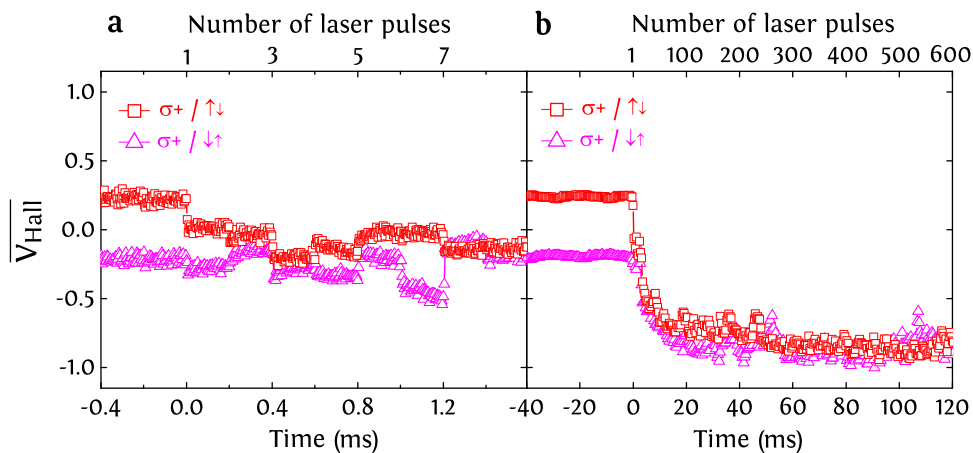 a
Number of laser pulses
1 3 5 7
1.0
0.5
0.0
-0.5
-1.0
V_Hall
σ+ / ↑↓
σ+ / ↓↑
-0.4 0.0 0.4 0.8 1.2
Time (ms)
b
Number of laser pulses
1 100 200 300 400 500 600
σ+ / ↑↓
σ+ / ↓↑
-40 -20 0 20 40 60 80 100 120
Time (ms)